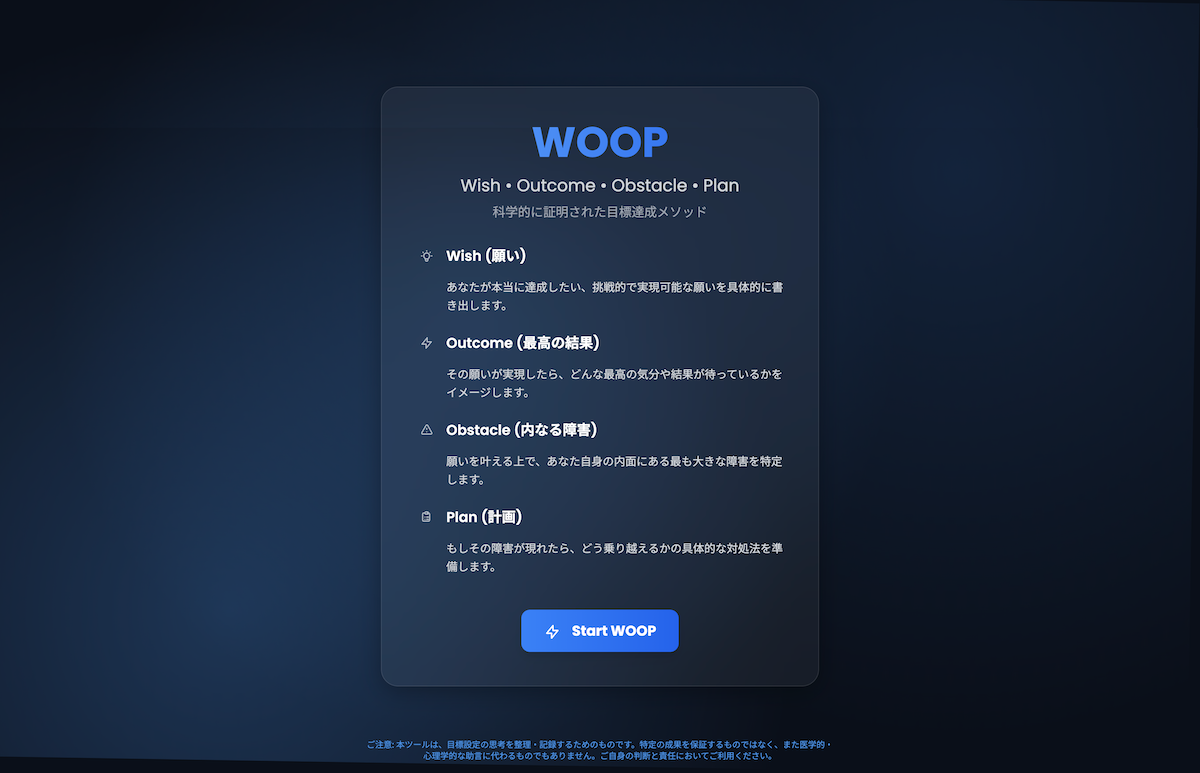 WOOP
Wish • Outcome • Obstacle • Plan
科学的に証明された目標達成メソッド
Wish (願い)
あなたが本当に達成したい、挑戦的で実現可能な願いを具体的に書
き出します。
Outcome (最高の結果)
その願いが実現したら、どんな最高の気分や結果が待っているかを
イメージします。
Obstacle (内なる障害)
願いを叶える上で、あなた自身の内面にある最も大きな障害を特定
します。
Plan (計画)
もしその障害が現れたら、どう乗り越えるかの具体的な対処法を準
備します。
Start WOOP
ご注意: 本ツールは、目標設定の思考を整理・記録するためのものです。特定の成果を保証するものではなく、また医学的・
心理学的な助言に代わるものでもありません。ご自身の判断と責任においてご利用ください。